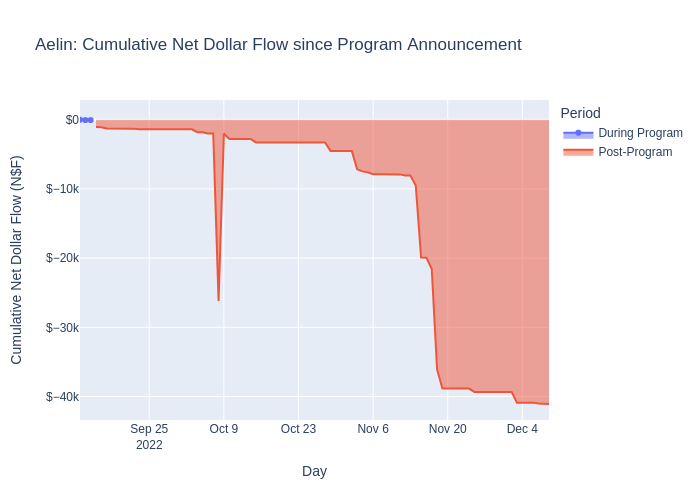 Aelin: Cumulative Net Dollar Flow since Program Announcement
Cumulative Net Dollar Flow (N$F)
$0
$−10k
$−20k
$−30k
$−40k
Sep 25
2022
Oct 9
Oct 23
Nov 6
Nov 20
Dec 4
Day
Period
During Program
Post-Program